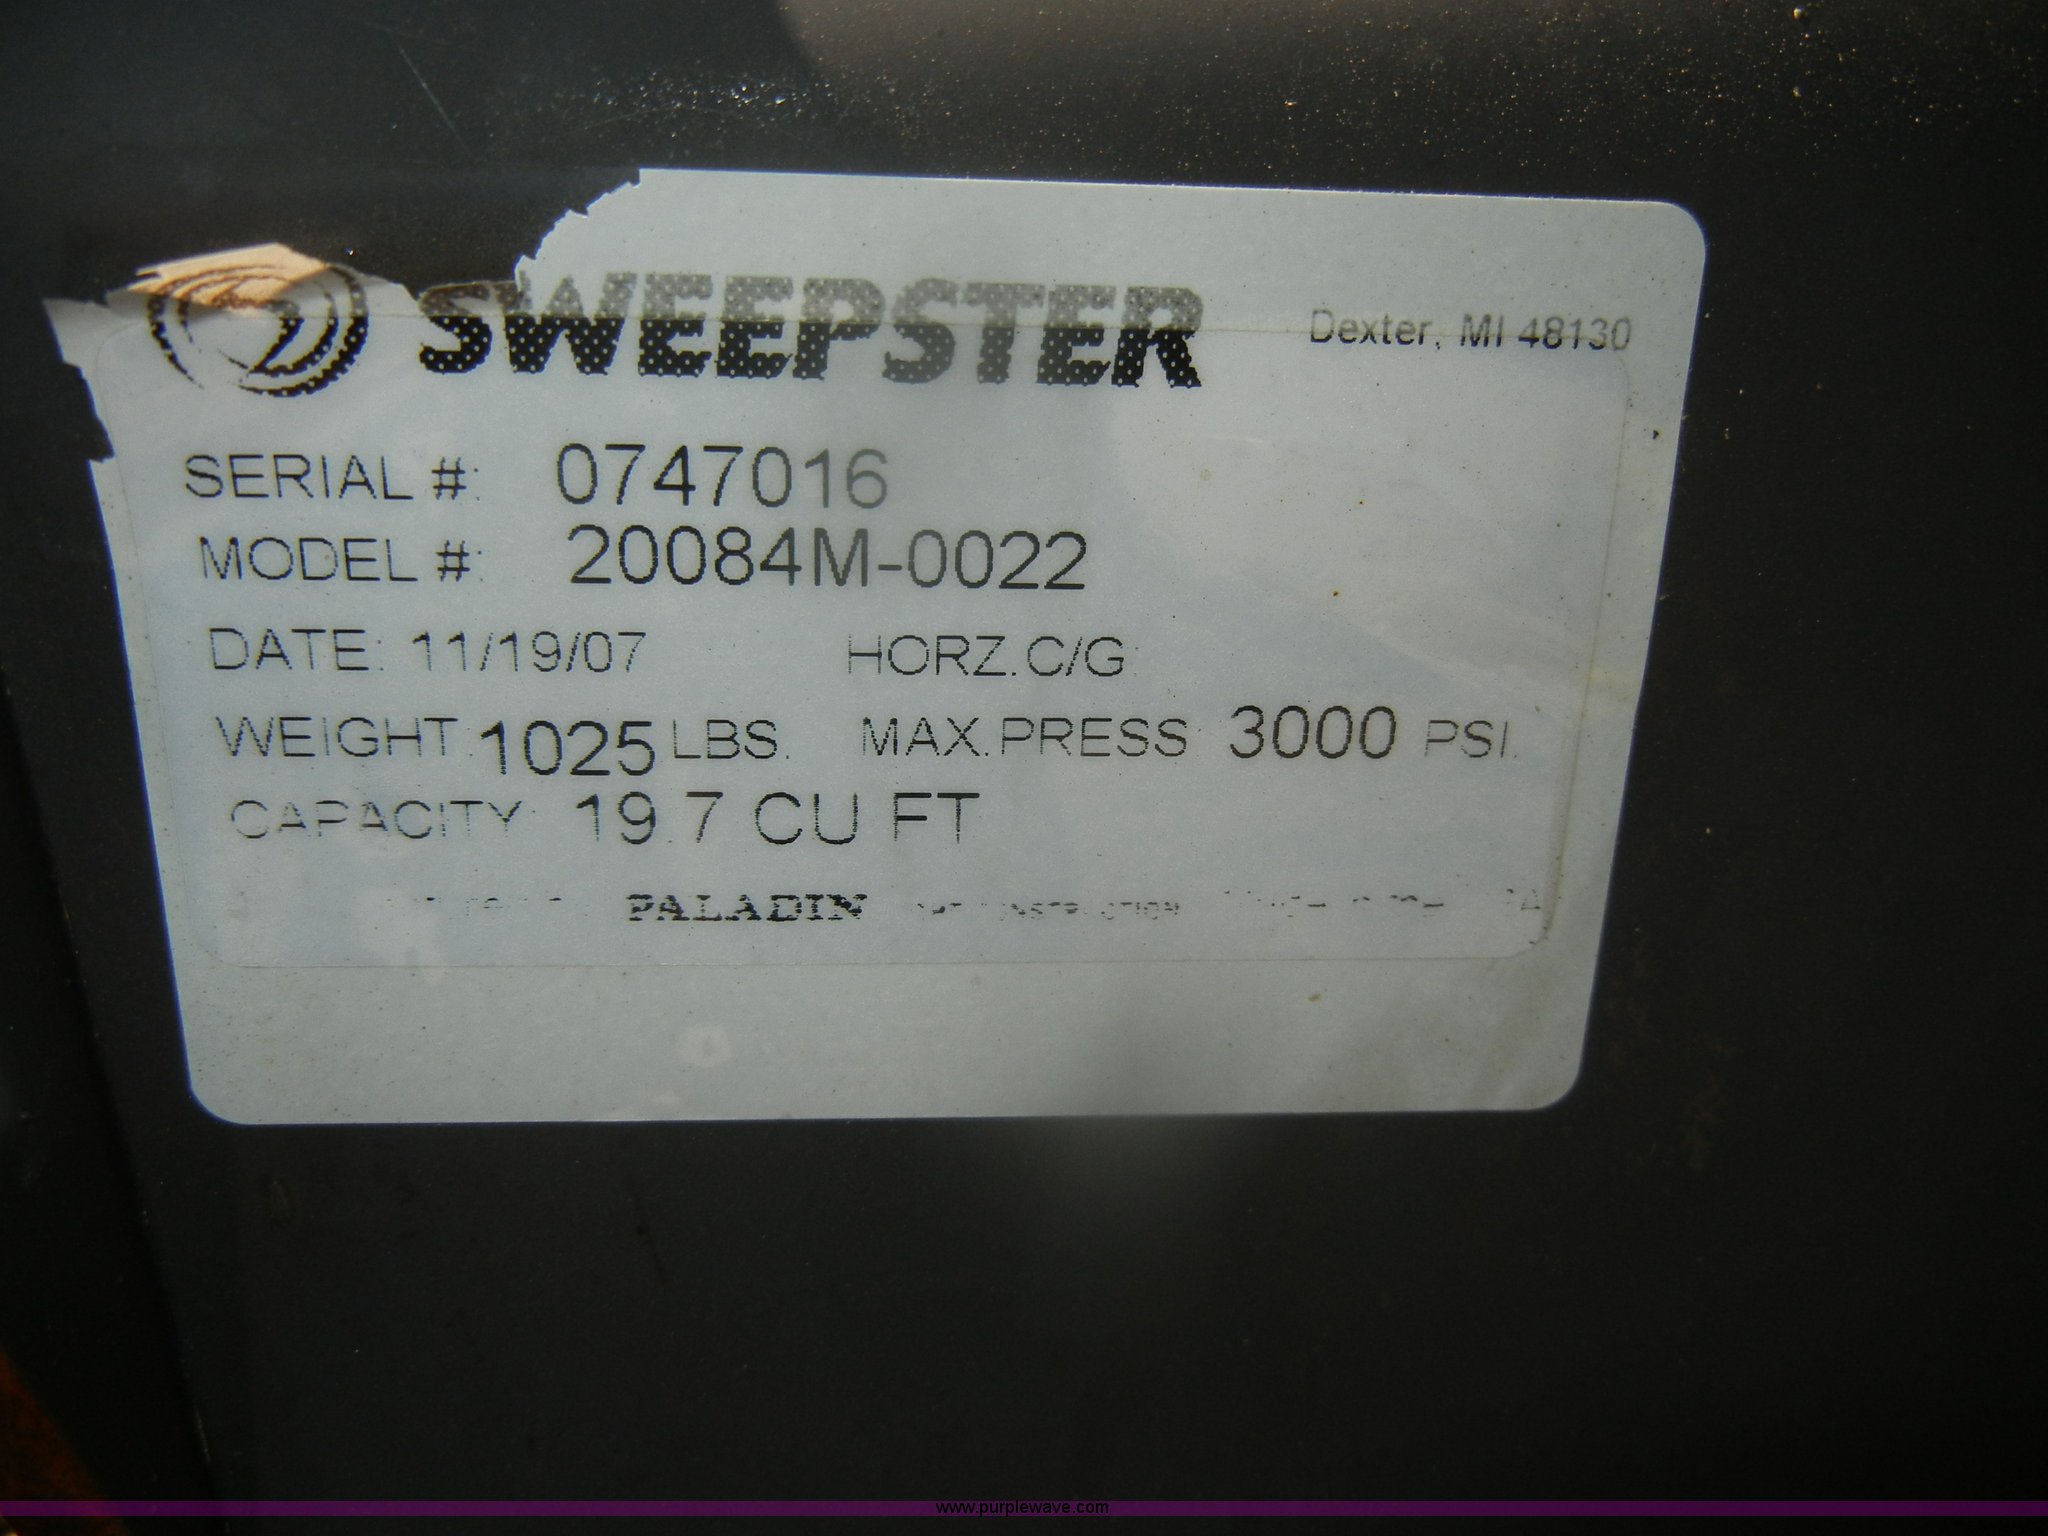 SWEEPSTER
Dexter, MI 48130
SERIAL #: 0747016
MODEL #: 20084M-0022
DATE: 11/19/07 HORZ.C/G:
WEIGHT: 1025 LBS. MAX.PRESS: 3000 PSI.
CAPACITY: 19.7 CU FT
PALADIN
www.purplewave.com